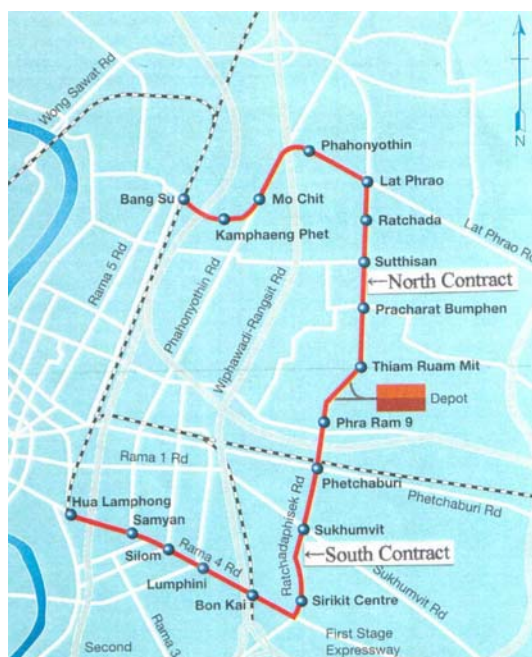 Wong Sawat Rd
N
Phahonyothin
Bang Su
Mo Chit
Lat Phrao
Kamphaeng Phet
Ratchada
Lat Phrao Rd
Rama 5 Rd
Phahonyothin Rd
Wiphawadi-Rangsit Rd
Sutthisan
←North Contract
Pracharat Bumphen
Thiam Ruam Mit
Depot
Phra Ram 9
Rama 1 Rd
Phetchaburi
Phetchaburi Rd
Hua Lamphong
Ratchadaphisek Rd
Samyan
Sukhumvit
Silom
Rama 4 Rd
←South Contract
Lumphini
Sukhumvit Rd
Bon Kai
Sirikit Centre
Rama 3
Second
First Stage
Expressway